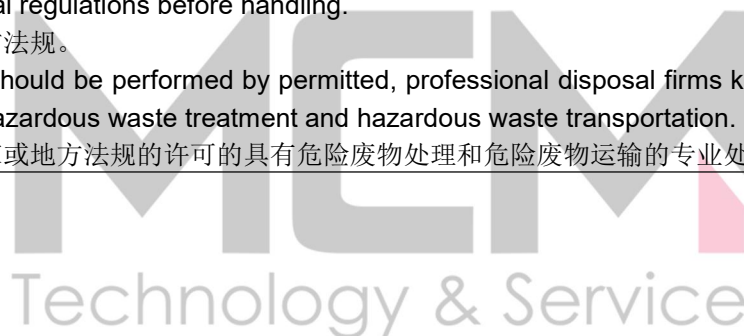 al regulations before handling.
法规。
hould be performed by permitted, professional disposal firms k
azardous waste treatment and hazardous waste transportation.
或地方法规的许可的具有危险废物处理和危险废物运输的专业处
MCM
Technology & Service